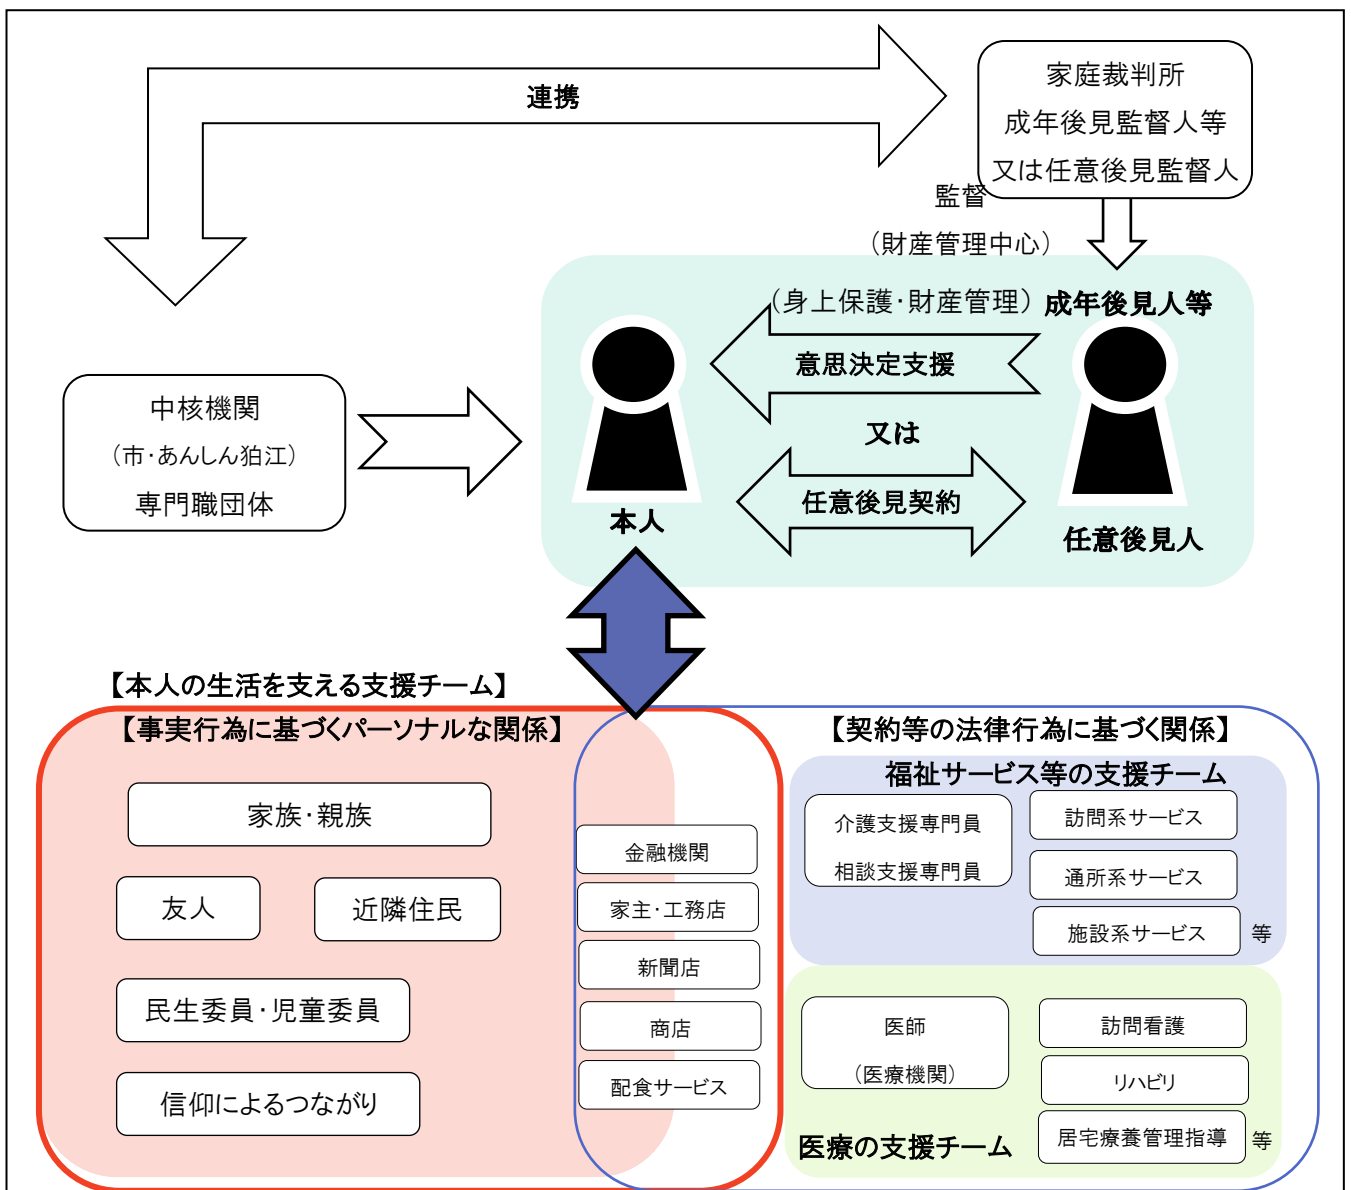 連携
家庭裁判所
成年後見監督人等
又は任意後見監督人
監督
（財産管理中心）
（身上保護・財産管理）
成年後見人等
意思決定支援
又は
任意後見契約
本人
任意後見人
中核機関
（市・あんしん狛江）
専門職団体
【本人の生活を支える支援チーム】
【事実行為に基づくパーソナルな関係】
家族・親族
友人
近隣住民
民生委員・児童委員
信仰によるつながり
金融機関
家主・工務店
新聞店
商店
配食サービス
【契約等の法律行為に基づく関係】
福祉サービス等の支援チーム
介護支援専門員
相談支援専門員
訪問系サービス
通所系サービス
施設系サービス
等
医師
（医療機関）
訪問看護
リハビリ
居宅療養管理指導
等
医療の支援チーム